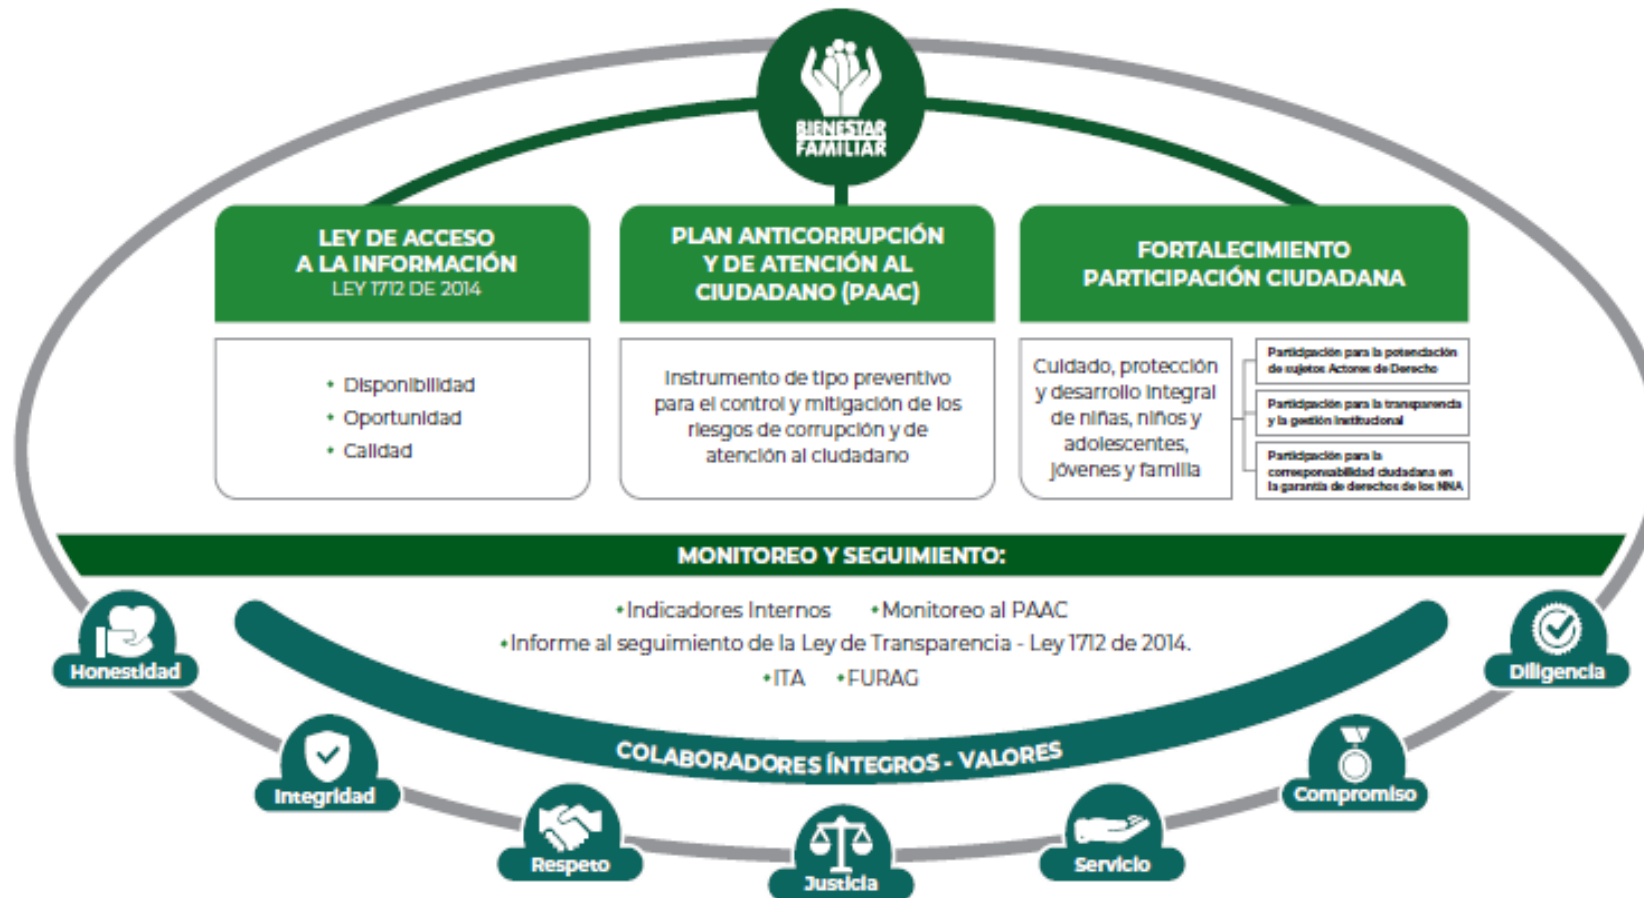 BIENESTAR
FAMILIAR
LEY DE ACCESO
A LA INFORMACIÓN
LEY 1712 DE 2014
• Disponibilidad
• Oportunidad
• Calidad
PLAN ANTICORRUPCIÓN
Y DE ATENCIÓN AL
CIUDADANO (PAAC)
Instrumento de tipo preventivo
para el control y mitigación de los
riesgos de corrupción y de
atención al ciudadano
FORTALECIMIENTO
PARTICIPACIÓN CIUDADANA
Cuidado, protección
y desarrollo integral
de niñas, niños y
adolescentes,
jóvenes y familia
Participación para la potenciación
de sujetos Actores de Derecho
Participación para la transparencia
y la gestión institucional
Participación para la
corresponsabilidad ciudadana en
la garantía de derechos de los NNA
MONITOREO Y SEGUIMIENTO:
•Indicadores Internos •Monitoreo al PAAC
•Informe al seguimiento de la Ley de Transparencia - Ley 1712 de 2014.
•ITA •FURAG
COLABORADORES ÍNTEGROS - VALORES
Honestidad
Integridad
Respeto
Justicia
Servicio
Compromiso
Diligencia